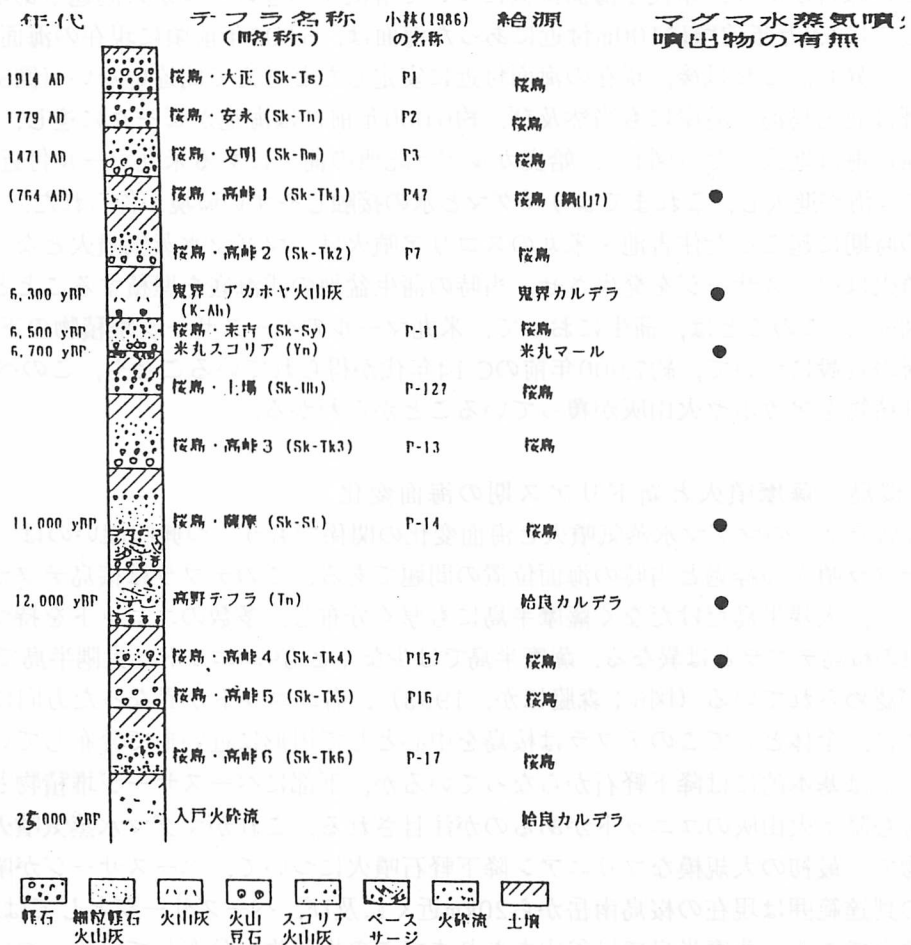 年代 テフラ名称 小林(1986) 給源 マグマ水蒸気噴
(略称) の名称 噴出物の有無
1914 AD 桜島・大正 (Sk-Ts) P1 桜島
1779 AD 桜島・安永 (Sk-Tn) P2 桜島
1471 AD 桜島・文明 (Sk-Bm) P3 桜島
(764 AD) 桜島・高峠1 (Sk-Tk1) P4? 桜島 (鍋山?) ●
桜島・高峠2 (Sk-Tk2) P7 桜島
6,300 yBP 鬼界アカホヤ火山灰 鬼界カルデラ ●
(K-Ah)
6,500 yBP 桜島・末吉 (Sk-Sy) P-11 桜島
6,700 yBP 米丸スコリア (Yn) 米丸マール ●
桜島・上場 (Sk-Ub) P-12? 桜島
桜島・高峠3 (Sk-Tk3) P-13 桜島
11,000 yBP 桜島・薩摩 (Sk-St) P-14 桜島 ●
12,000 yBP 高野テフラ (Tn) 姶良カルデラ ●
桜島・高峠4 (Sk-Tk4) P15? 桜島 ●
桜島・高峠5 (Sk-Tk5) P16 桜島
桜島・高峠6 (Sk-Tk6) P-17 桜島
000 yBP 入戸火砕流 姶良カルデラ
軽石 細粒軽石 火山灰 火山 スコリア ベース 火砕流 土壌
火山灰 豆石 火山灰 サージ